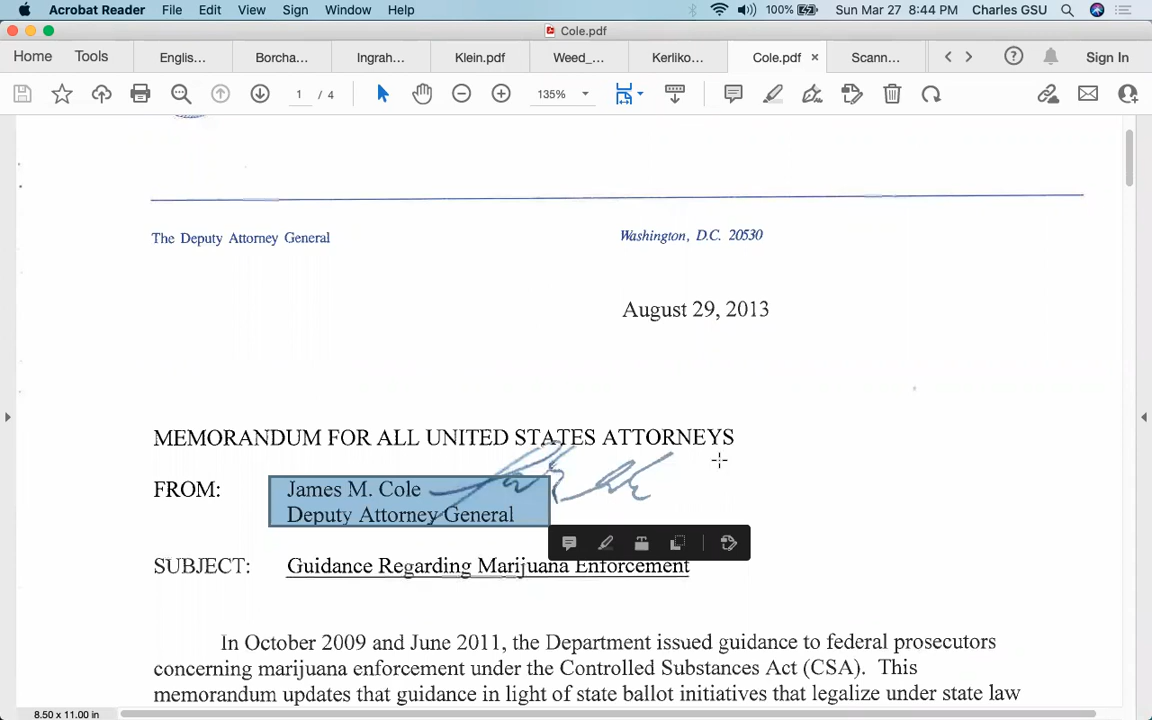 Acrobat Reader File Edit View Sign Window Help 100% Sun Mar 27 8:44 PM Charles GSU
Cole.pdf
Home Tools Englis... Borcha... Ingrah... Klein.pdf Weed_... Kerliko... Cole.pdf × Scann... Sign In
1 / 4 135%
The Deputy Attorney General
Washington, D.C. 20530
August 29, 2013
MEMORANDUM FOR ALL UNITED STATES ATTORNEYS
FROM: James M. Cole
Deputy Attorney General
SUBJECT: Guidance Regarding Marijuana Enforcement
In October 2009 and June 2011, the Department issued guidance to federal prosecutors
concerning marijuana enforcement under the Controlled Substances Act (CSA). This
memorandum updates that guidance in light of state ballot initiatives that legalize under state law
8.50 x 11.00 in